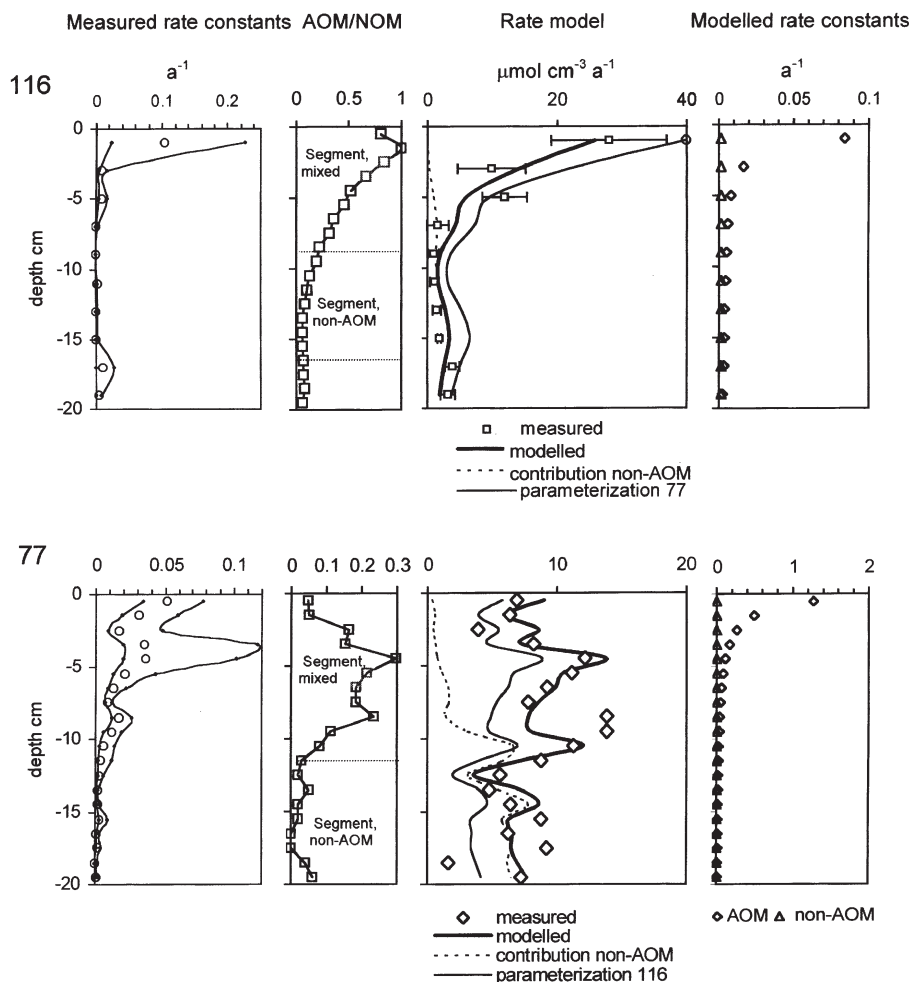 Measured rate constants AOM/NOM Rate model Modelled rate constants
116
a⁻¹
µmol cm⁻³ a⁻¹
a⁻¹
0 0.1 0.2
0 0.5 1
0 20 40
0 0.05 0.1
0
-5
-10
-15
-20
depth cm
Segment, mixed
Segment, non-AOM
measured
modelled
contribution non-AOM
parameterization 77
77
0 0.05 0.1
0 0.1 0.2 0.3
0 10 20
0 1 2
0
-5
-10
-15
-20
depth cm
Segment, mixed
Segment, non-AOM
measured
modelled
contribution non-AOM
parameterization 116
AOM non-AOM